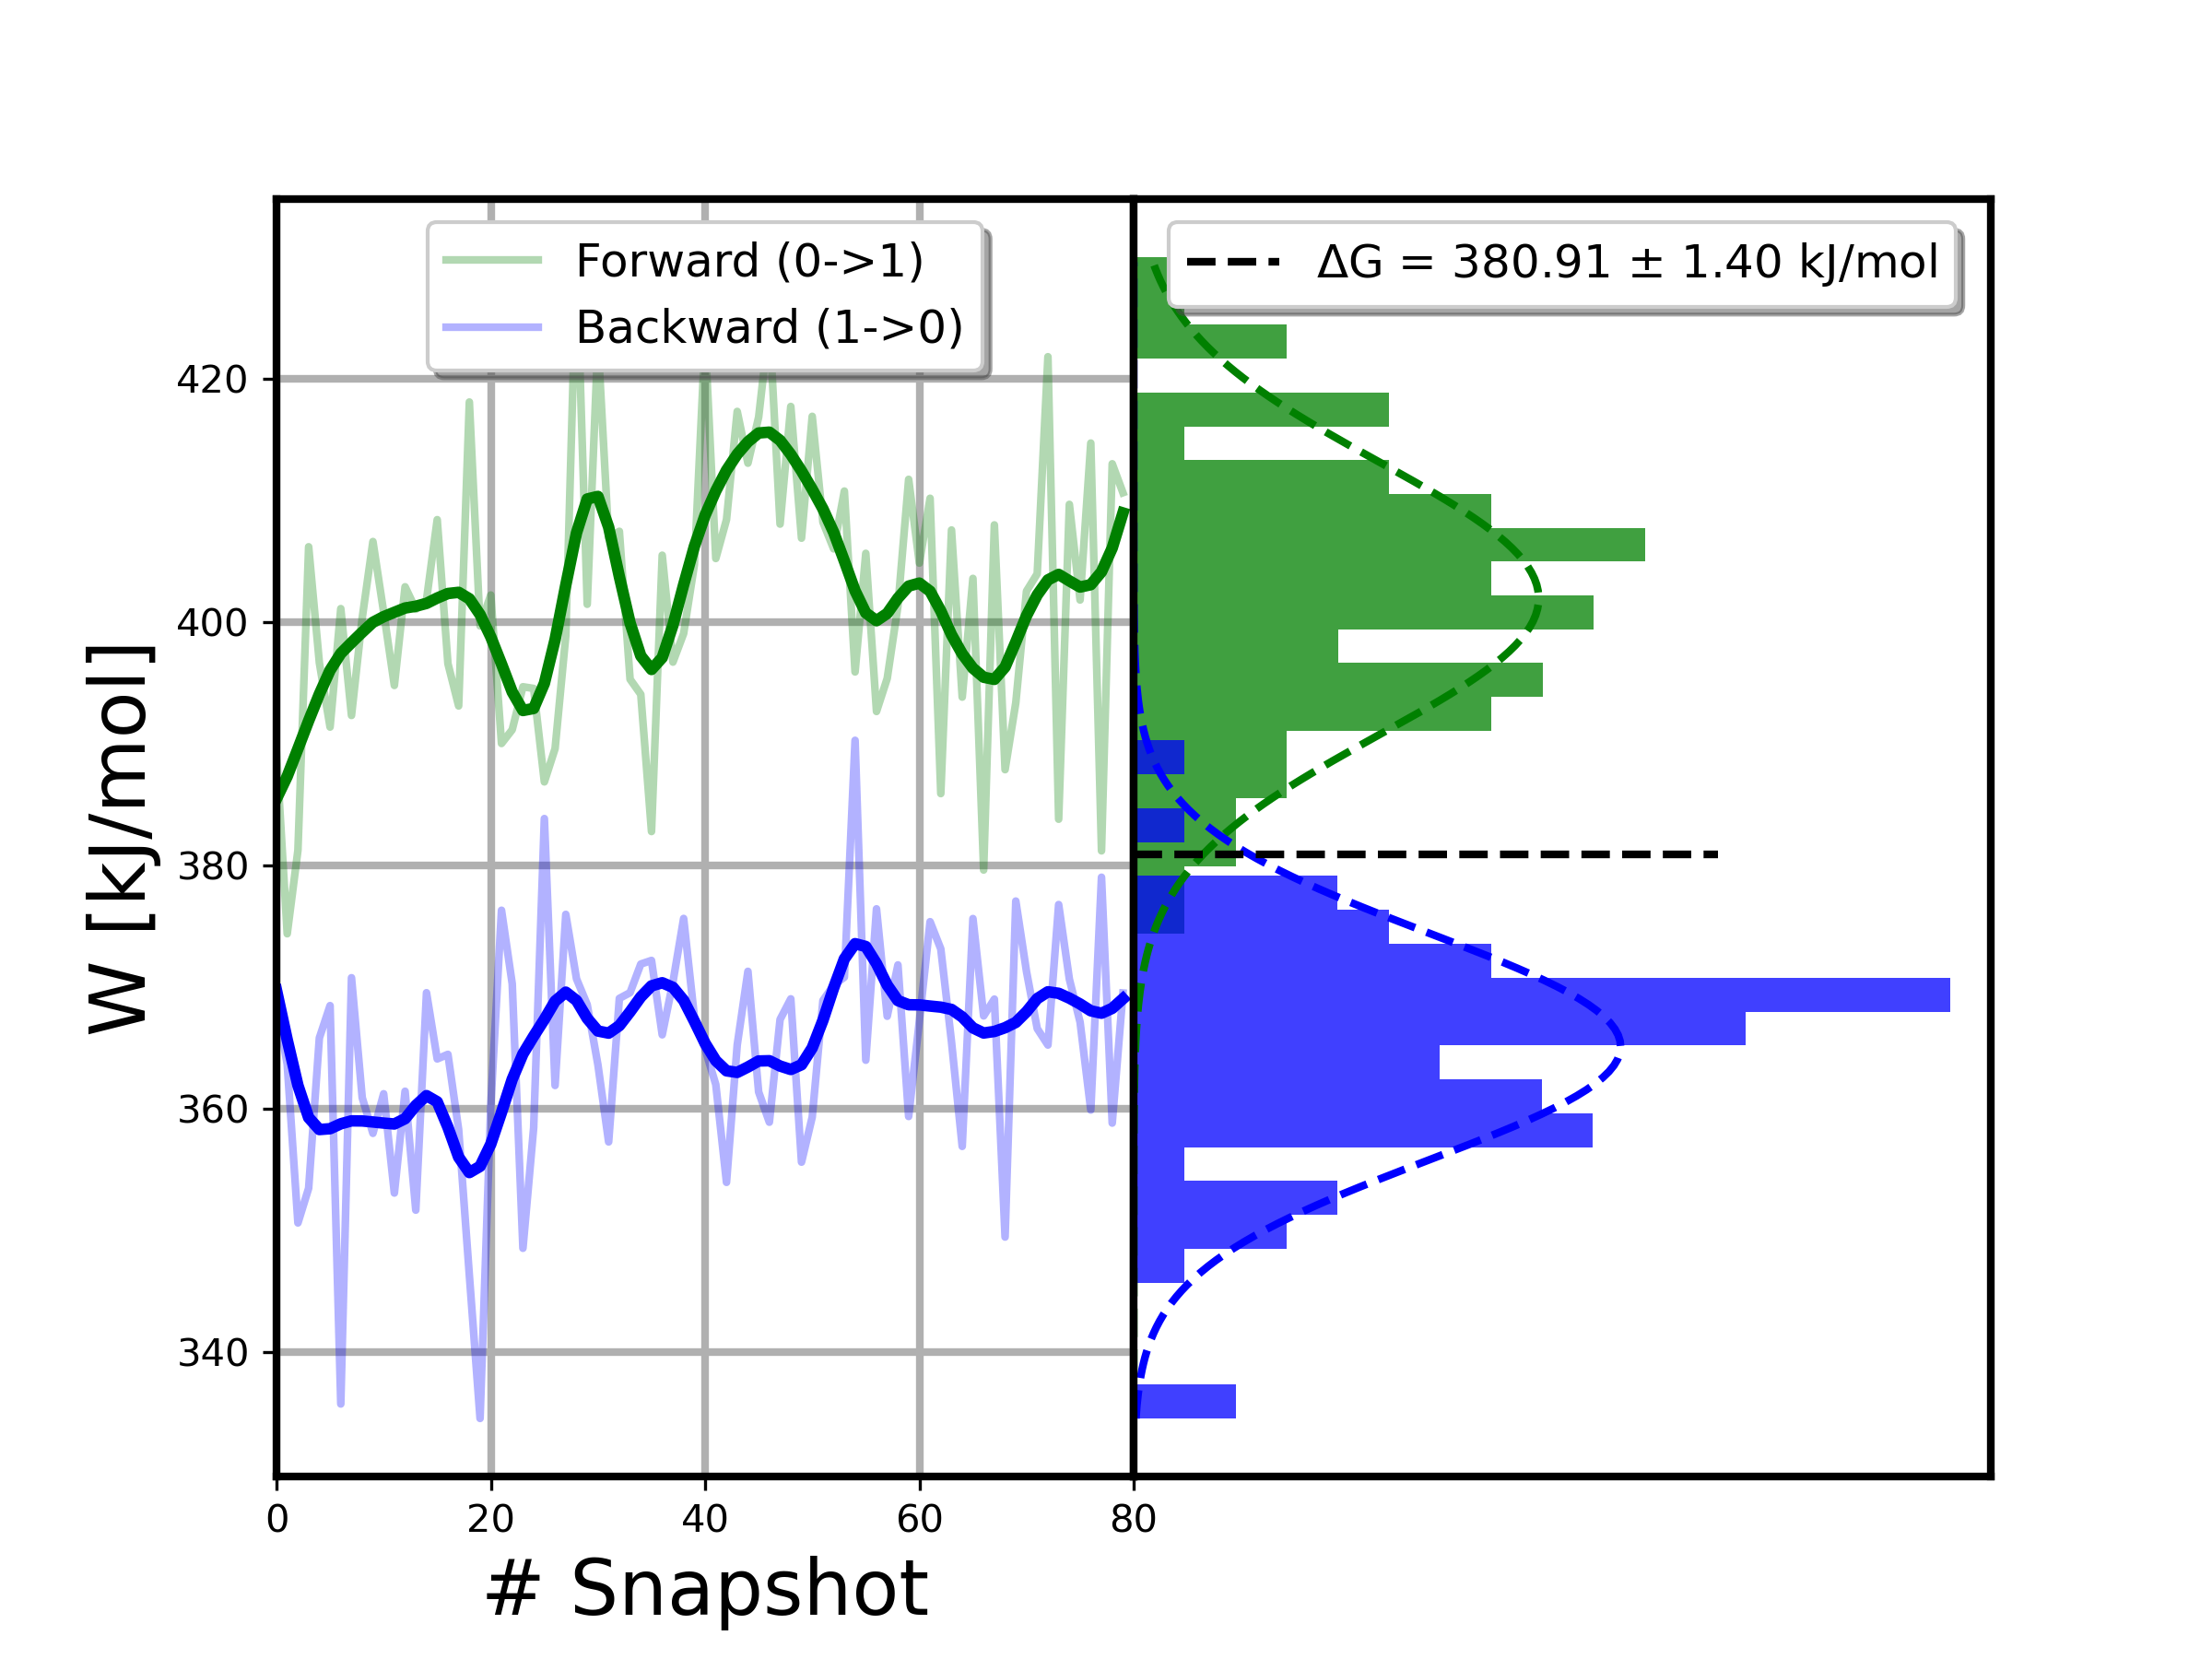 Forward (0->1)
Backward (1->0)
ΔG = 380.91 ± 1.40 kJ/mol
W [kJ/mol]
420
400
380
360
340
0 20 40 60 80
# Snapshot